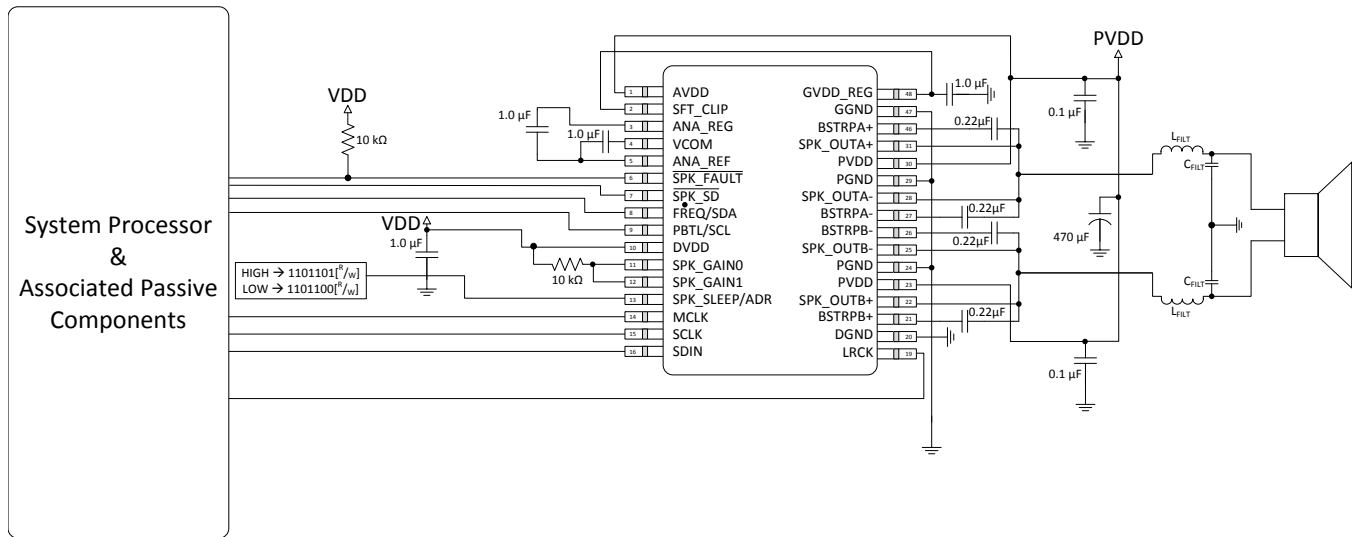 System Processor
&
Associated Passive
Components
VDD
10 kΩ
VDD
1.0 µF
HIGH → 1101101[R/W]
LOW → 1101100[R/W]
1.0 µF
1.0 µF
10 kΩ
1 AVDD
2 SFT_CLIP
3 ANA_REG
4 VCOM
5 ANA_REF
6 SPK_FAULT
7 SPK_SD
8 FREQ/SDA
9 PBTL/SCL
10 DVDD
11 SPK_GAIN0
12 SPK_GAIN1
13 SPK_SLEEP/ADR
14 MCLK
15 SCLK
16 SDIN
GVDD_REG 48
GGND 47
BSTRPA+ 46
SPK_OUTA+ 31
PVDD 30
PGND 29
SPK_OUTA- 28
BSTRPA- 27
BSTRPB- 26
SPK_OUTB- 25
PGND 24
PVDD 23
SPK_OUTB+ 22
BSTRPB+ 21
DGND 20
LRCK 19
1.0 µF
0.22µF
0.22µF
0.22µF
0.22µF
PVDD
0.1 µF
470 µF
0.1 µF
LFILT
CFILT
CFILT
LFILT